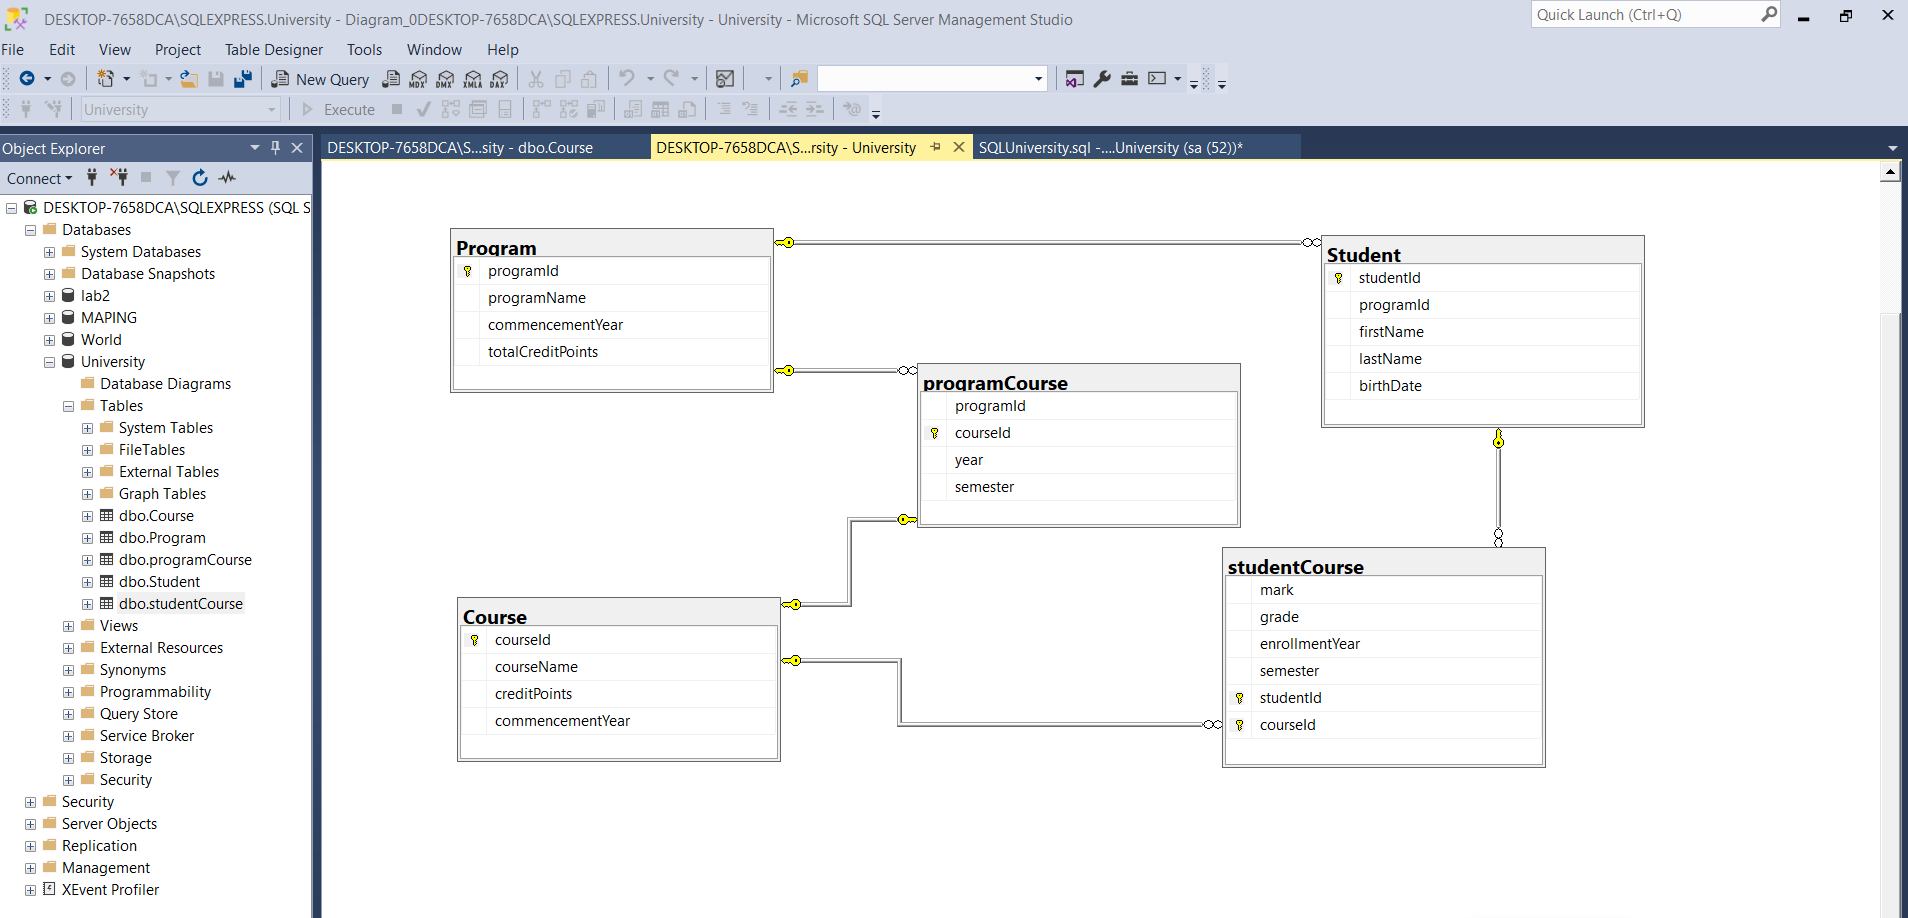 DESKTOP-7658DCA\SQLEXPRESS.University - Diagram_0DESKTOP-7658DCA\SQLEXPRESS.University - University - Microsoft SQL Server Management Studio
Quick Launch (Ctrl+Q)
File Edit View Project Table Designer Tools Window Help
New Query MDX DMX XMLA DAX
University Execute
Object Explorer
DESKTOP-7658DCA\S...sity - dbo.Course
DESKTOP-7658DCA\S...rsity - University
SQLUniversity.sql -....University (sa (52))*
Connect
DESKTOP-7658DCA\SQLEXPRESS (SQL S
Databases
System Databases
Database Snapshots
lab2
MAPING
World
University
Database Diagrams
Tables
System Tables
FileTables
External Tables
Graph Tables
dbo.Course
dbo.Program
dbo.programCourse
dbo.Student
dbo.studentCourse
Views
External Resources
Synonyms
Programmability
Query Store
Service Broker
Storage
Security
Security
Server Objects
Replication
Management
XEvent Profiler
Program
programId
programName
commencementYear
totalCreditPoints
Student
studentId
programId
firstName
lastName
birthDate
programCourse
programId
courseId
year
semester
Course
courseId
courseName
creditPoints
commencementYear
studentCourse
mark
grade
enrollmentYear
semester
studentId
courseId